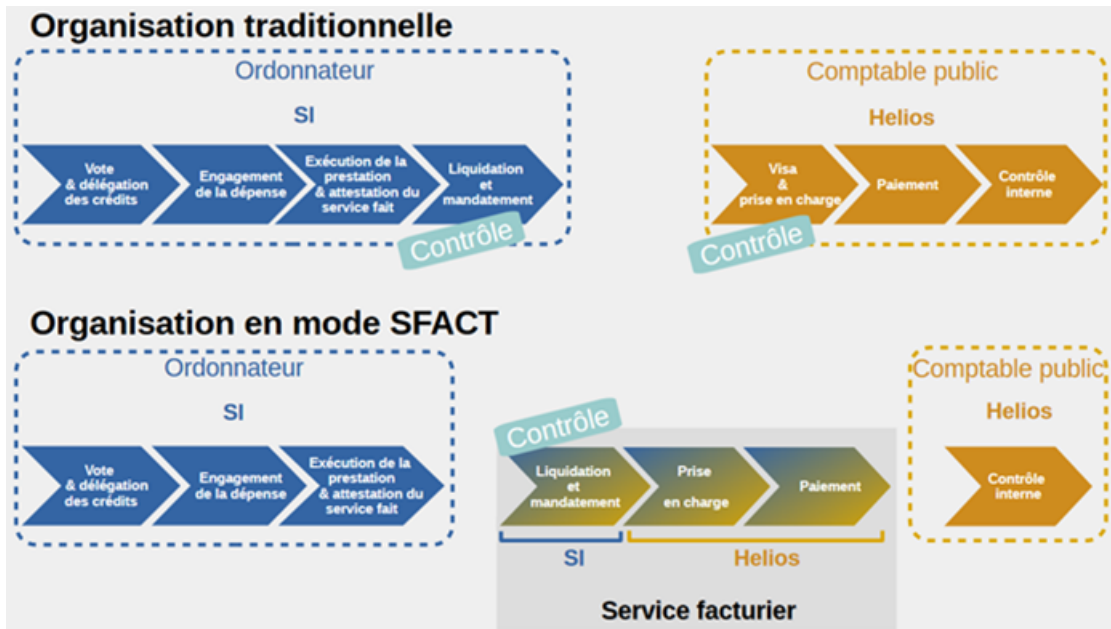 Organisation traditionnelle
Ordonnateur
SI
Vote
& délégation
des crédits
Engagement
de la dépense
Exécution de la
prestation
& attestation du
service fait
Liquidation
et
mandatement
Contrôle
Comptable public
Helios
Visa
&
prise en charge
Paiement
Contrôle
interne
Contrôle
Organisation en mode SFACT
Ordonnateur
SI
Vote
& délégation
des crédits
Engagement
de la dépense
Exécution de la
prestation
& attestation du
service fait
Contrôle
Liquidation
et
mandatement
Prise
en charge
Paiement
SI
Helios
Service facturier
Comptable public
Helios
Contrôle
interne